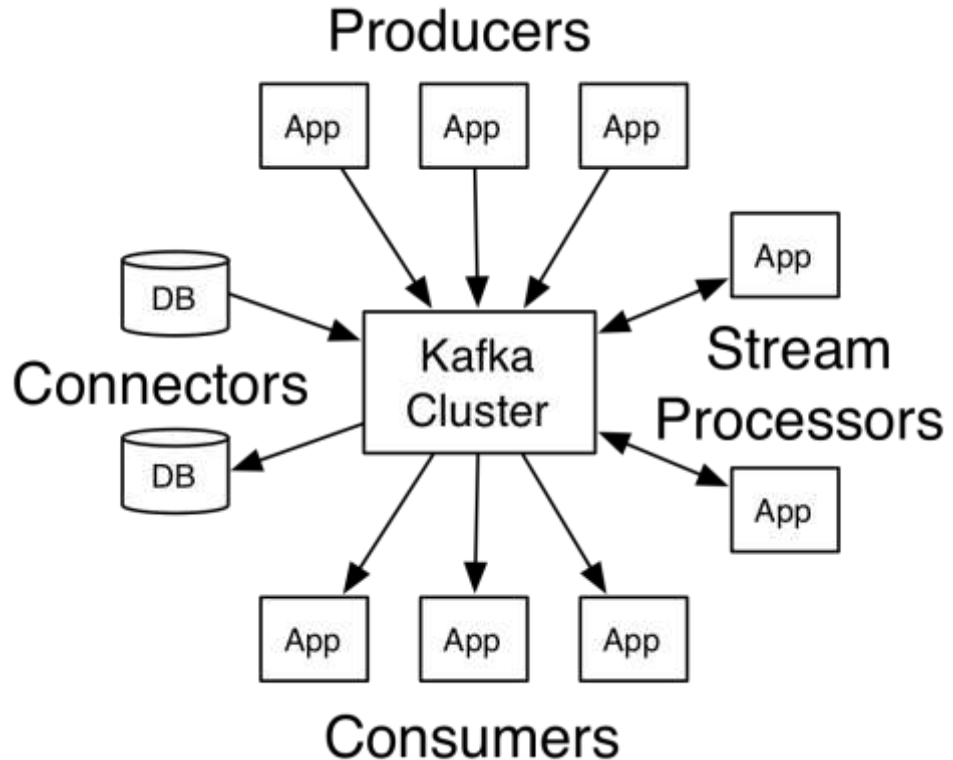 Producers
App
App
App
App
DB
Kafka
Cluster
Stream
Processors
Connectors
DB
App
App
App
App
Consumers